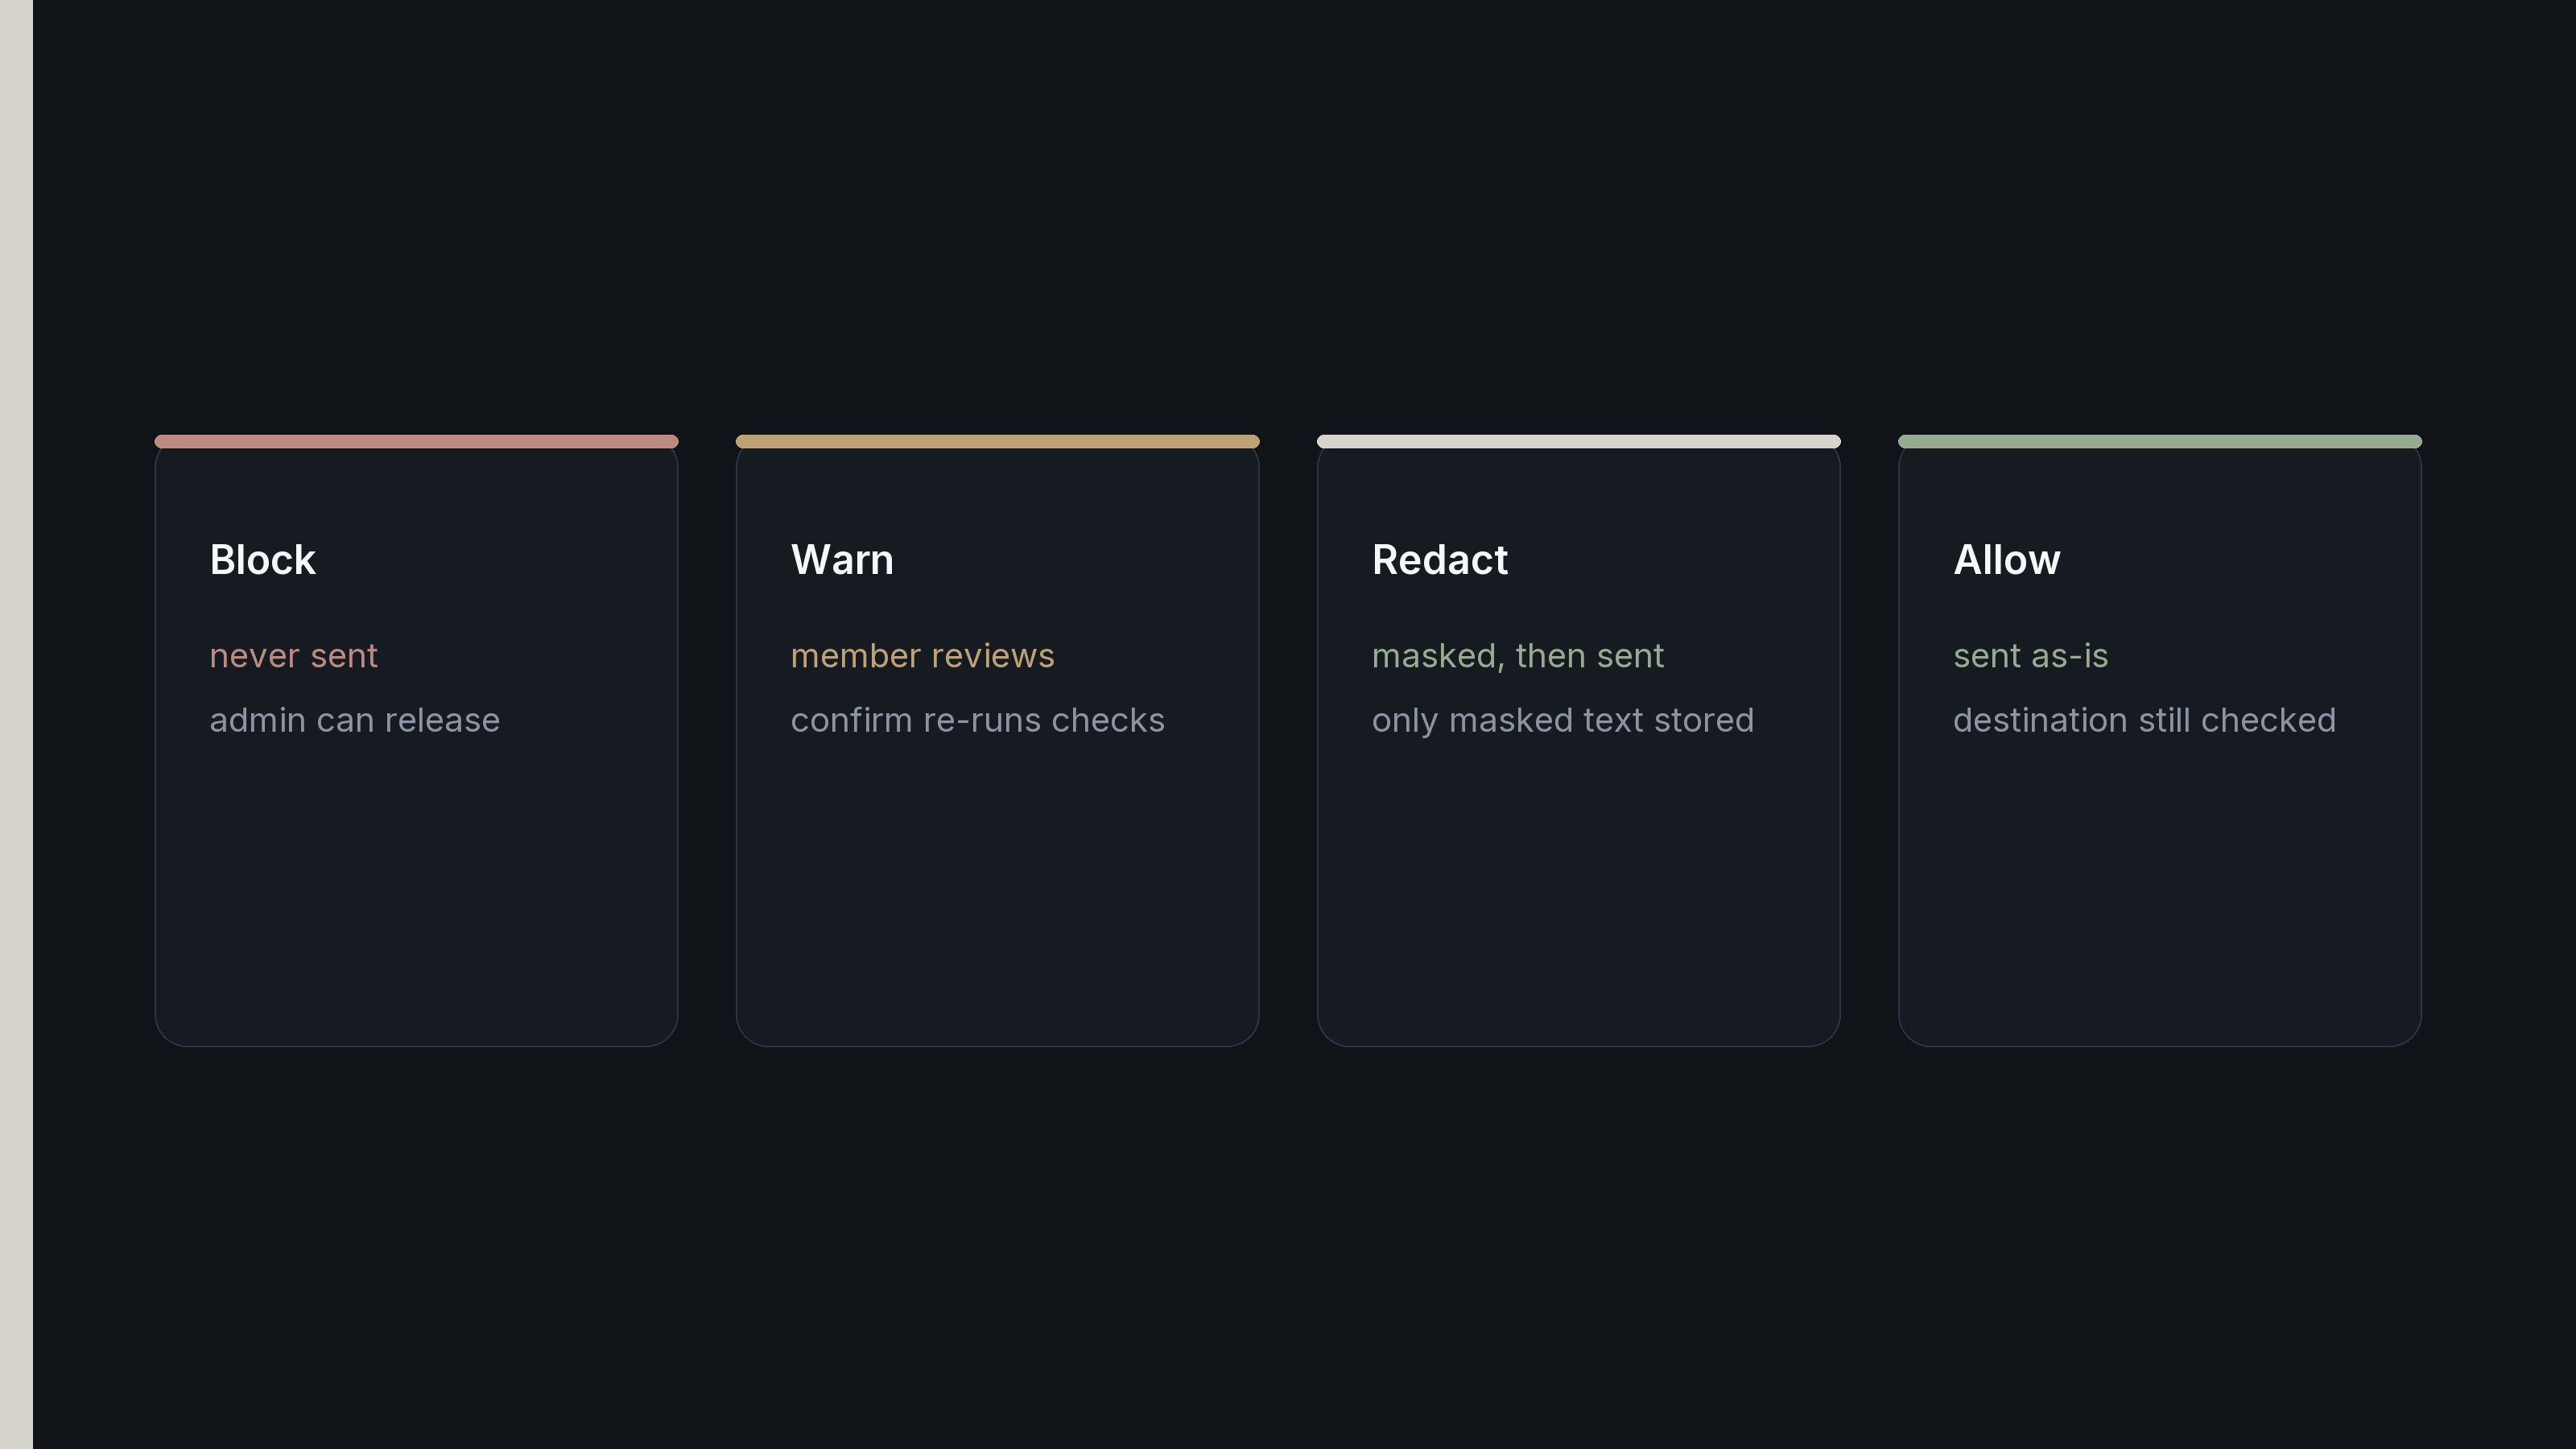 Block
never sent
admin can release
Warn
member reviews
confirm re-runs checks
Redact
masked, then sent
only masked text stored
Allow
sent as-is
destination still checked